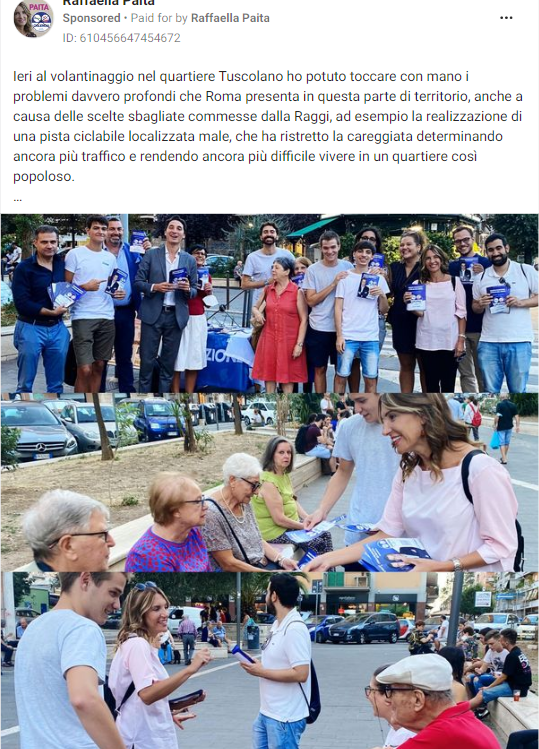 Raffaella Paita
Sponsored • Paid for by Raffaella Paita
ID: 610456647454672
PAITA
Ieri al volantinaggio nel quartiere Tuscolano ho potuto toccare con mano i
problemi davvero profondi che Roma presenta in questa parte di territorio, anche a
causa delle scelte sbagliate commesse dalla Raggi, ad esempio la realizzazione di
una pista ciclabile localizzata male, che ha ristretto la careggiata determinando
ancora più traffico e rendendo ancora più difficile vivere in un quartiere così
popoloso.
...